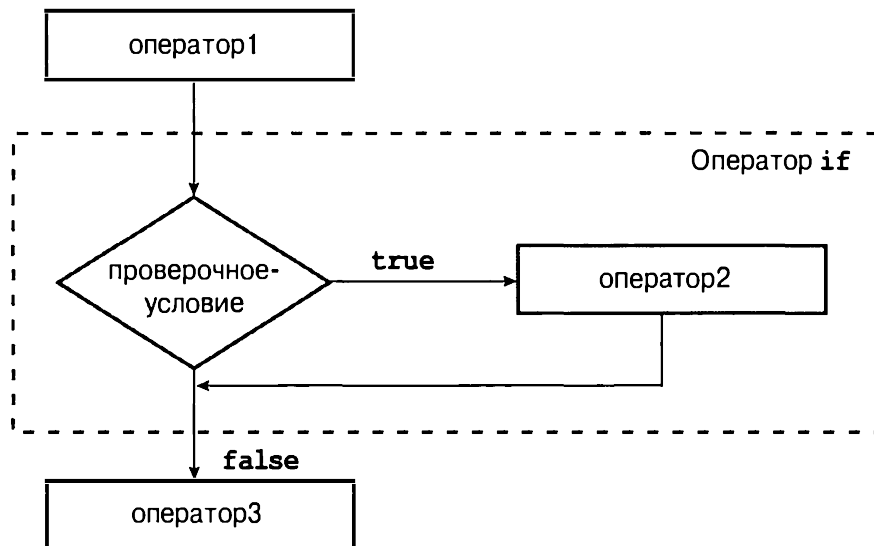 оператор1
Оператор if
проверочное-
условие
true
оператор2
false
оператор3